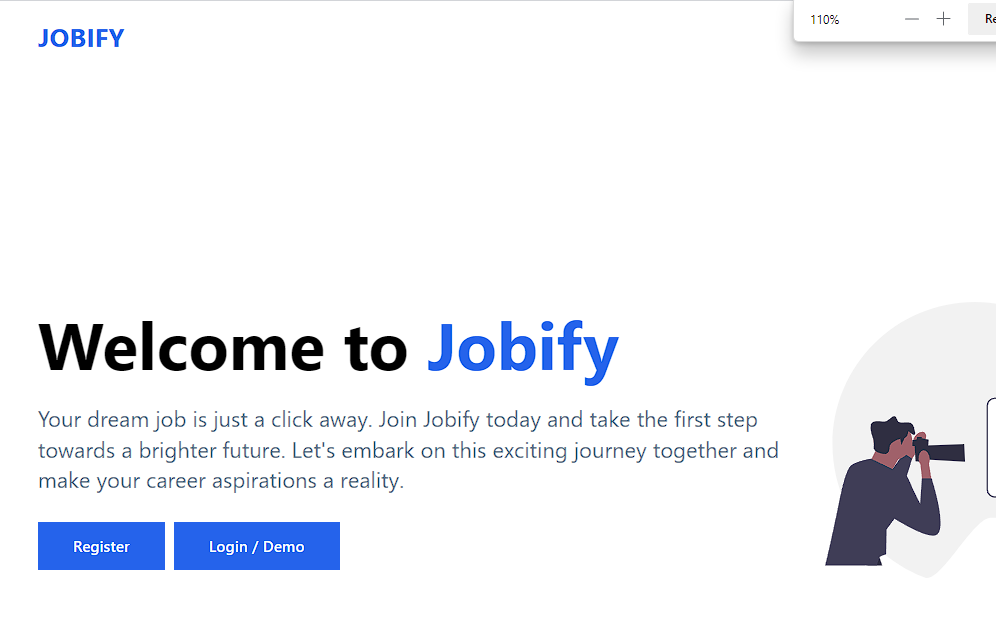 JOBIFY
110%
Welcome to Jobify
Your dream job is just a click away. Join Jobify today and take the first step
towards a brighter future. Let's embark on this exciting journey together and
make your career aspirations a reality.
Register
Login / Demo